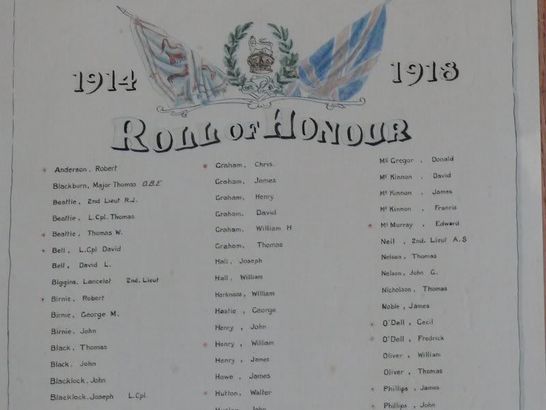 1914
1918
ROLL OF HONOUR
* Anderson, Robert
Blackburn, Major Thomas O.B.E
Beattie, 2nd Lieut R.J.
Beattie, L.Cpl. Thomas
* Beattie, Thomas W.
* Bell, L.Cpl David
Bell, David L.
Biggins, Lancelot 2nd. Lieut
* Birnie, Robert
Birnie, George M.
Birnie, John
Black, Thomas
Black, John
Blacklock, John
Blacklock, Joseph L.Cpl.
* Graham, Chris.
Graham, James
Graham, Henry
Graham, David
Graham, William H
Graham, Thomas
Hall, Joseph
Hall, William
Harkness, William
Hastie, George
Henry, John
* Henry, William
Henry, James
Howe, James
* Hutton, Walter
John
Mc Gregor, Donald
Mc Kinnon, David
Mc Kinnon, James
Mc Kinnon, Francis
* Mc Murray, Edward
Neil, 2nd. Lieut A.S
Nelson, Thomas
Nelson, John G.
Nicholson, Thomas
Noble, James
* O'Dell, Cecil
* O'Dell, Fredrick
Oliver, William
Oliver, Thomas
* Phillips, James
* Phillips, John